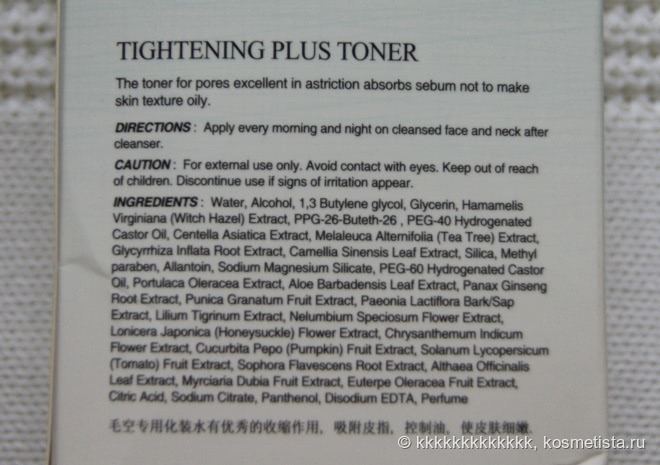 TIGHTENING PLUS TONER
The toner for pores excellent in astriction absorbs sebum not to make
skin texture oily.
DIRECTIONS : Apply every morning and night on cleansed face and neck after
cleanser.
CAUTION : For external use only. Avoid contact with eyes. Keep out of reach
of children. Discontinue use if signs of irritation appear.
INGREDIENTS : Water, Alcohol, 1,3 Butylene glycol, Glycerin, Hamamelis
Virginiana (Witch Hazel) Extract, PPG-26-Buteth-26 , PEG-40 Hydrogenated
Castor Oil, Centella Asiatica Extract, Melaleuca Alternifolia (Tea Tree) Extract,
Glycyrrhiza Inflata Root Extract, Camellia Sinensis Leaf Extract, Silica, Methyl
paraben, Allantoin, Sodium Magnesium Silicate, PEG-60 Hydrogenated Castor
Oil, Portulaca Oleracea Extract, Aloe Barbadensis Leaf Extract, Panax Ginseng
Root Extract, Punica Granatum Fruit Extract, Paeonia Lactiflora Bark/Sap
Extract, Lilium Tigrinum Extract, Nelumbium Speciosum Flower Extract,
Lonicera Japonica (Honeysuckle) Flower Extract, Chrysanthemum Indicum
Flower Extract, Cucurbita Pepo (Pumpkin) Fruit Extract, Solanum Lycopersicum
(Tomato) Fruit Extract, Sophora Flavescens Root Extract, Althaea Officinalis
Leaf Extract, Myrciaria Dubia Fruit Extract, Euterpe Oleracea Fruit Extract,
Citric Acid, Sodium Citrate, Panthenol, Disodium EDTA, Perfume
毛空专用化装水有优秀的收缩作用, 吸附皮指, 控制油, 使皮肤细嫩.
© kkkkkkkkkkkkkk, kosmetista.ru